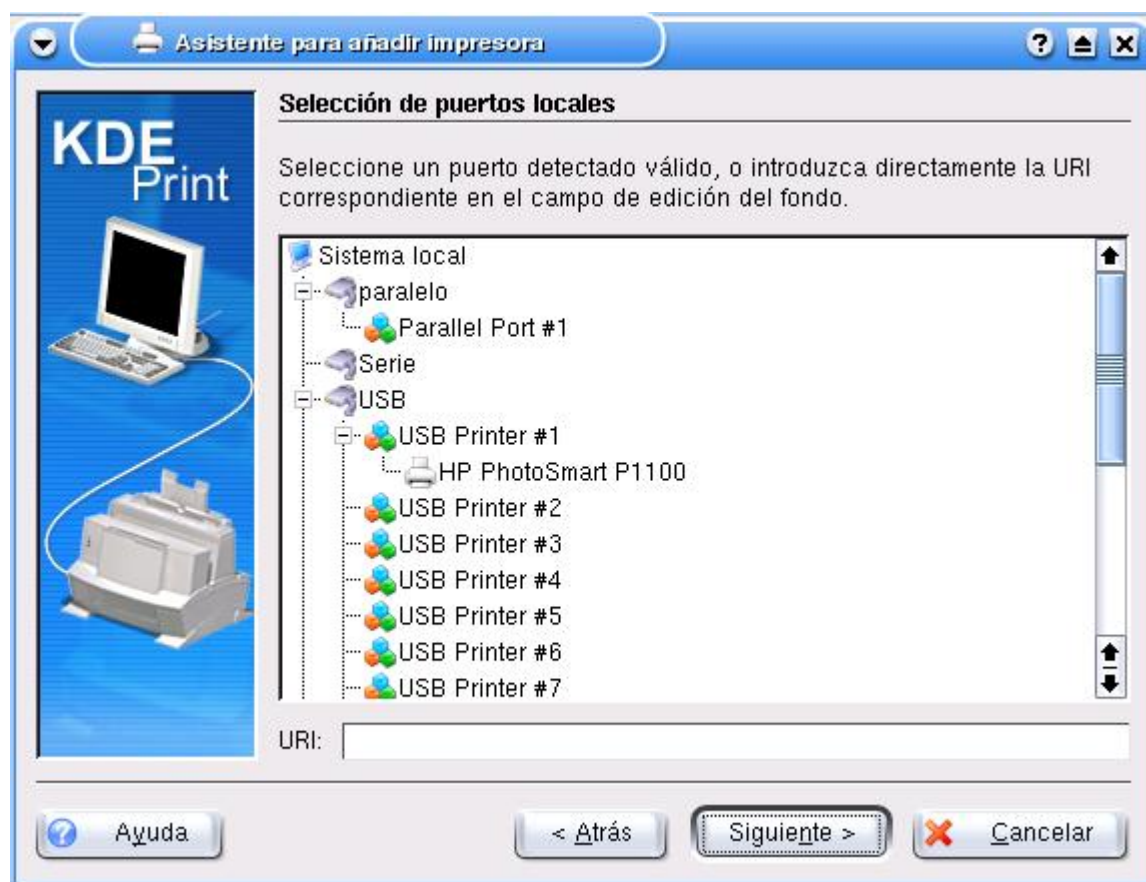 Asistente para añadir impresora
KDE
Print
Selección de puertos locales
Seleccione un puerto detectado válido, o introduzca directamente la URI
correspondiente en el campo de edición del fondo.
Sistema local
paralelo
Parallel Port #1
Serie
USB
USB Printer #1
HP PhotoSmart P1100
USB Printer #2
USB Printer #3
USB Printer #4
USB Printer #5
USB Printer #6
USB Printer #7
URI:
Ayuda
< Atrás
Siguiente >
Cancelar